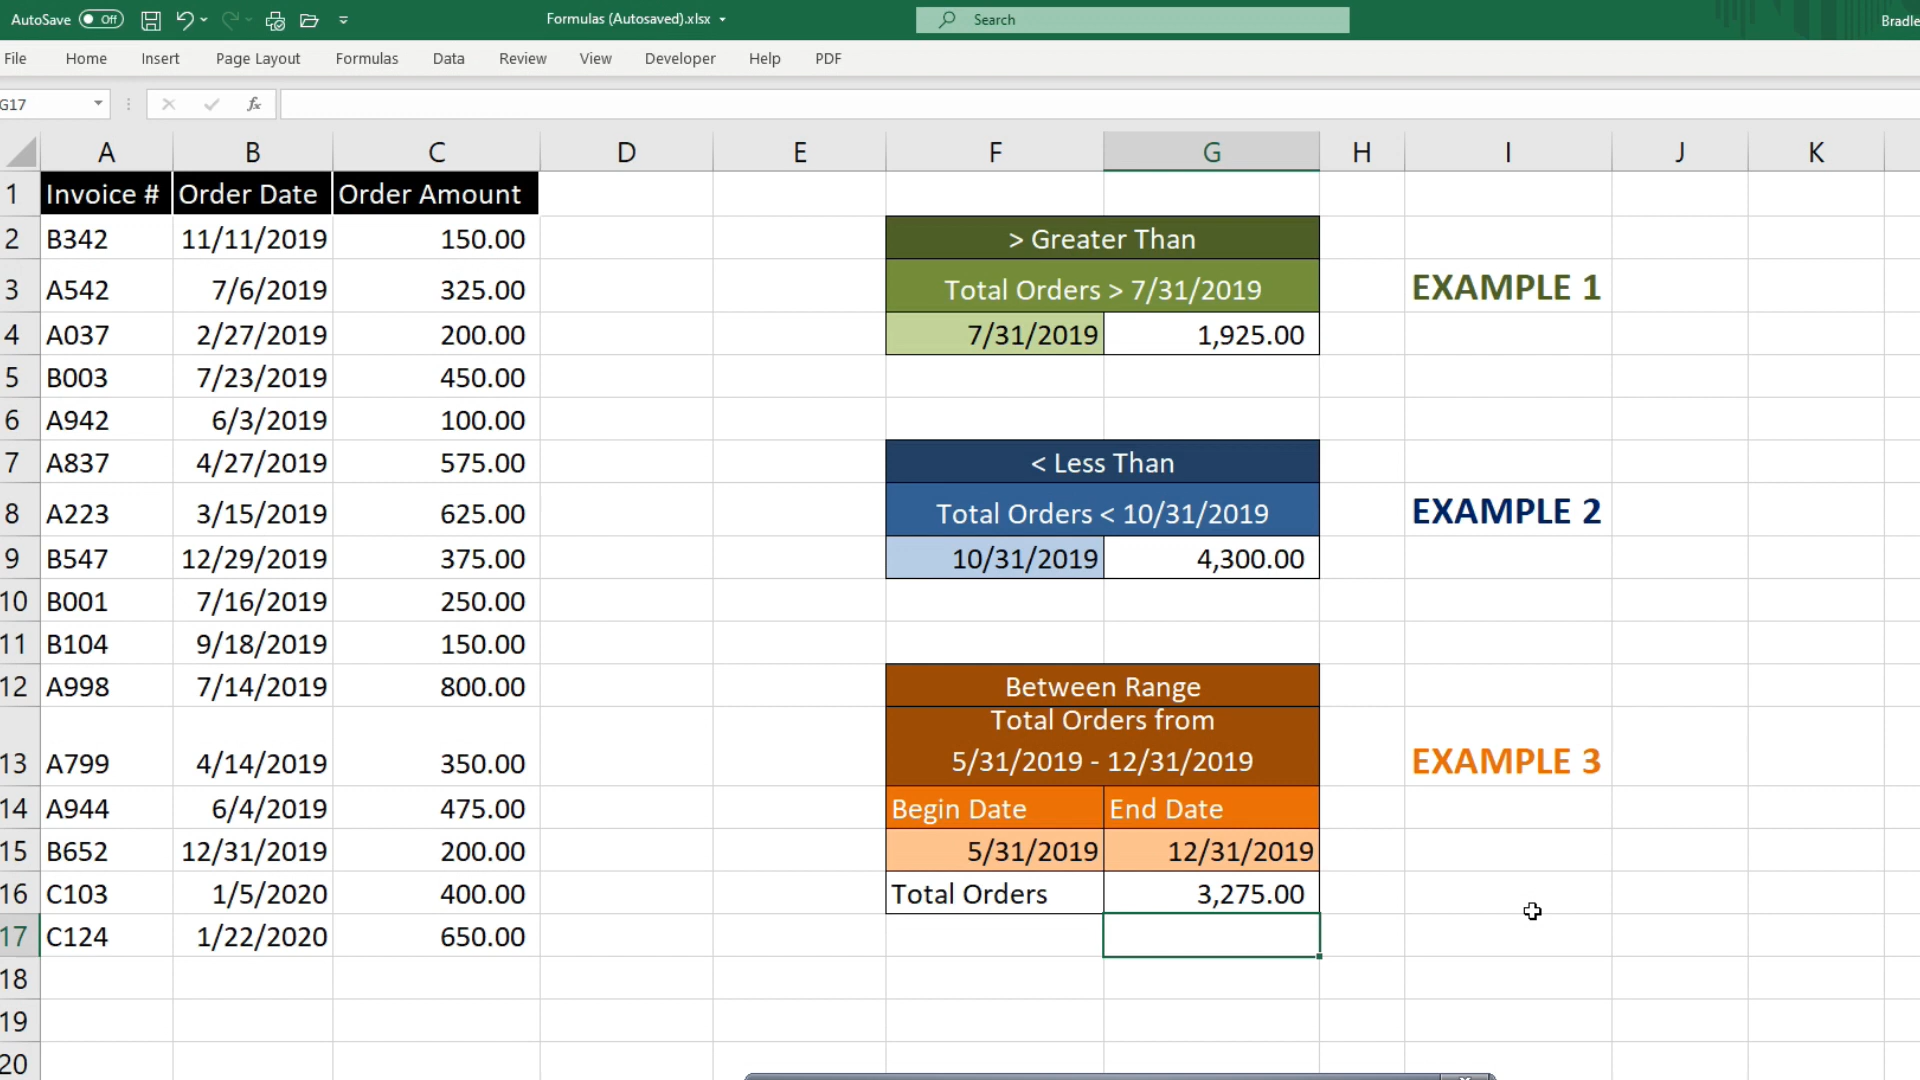 AutoSave Off Formulas (Autosaved).xlsx Search Bradle
File Home Insert Page Layout Formulas Data Review View Developer Help PDF
G17 fx
A B C D E F G H I J K
1 Invoice # Order Date Order Amount
2 B342 11/11/2019 150.00 > Greater Than
3 A542 7/6/2019 325.00 Total Orders > 7/31/2019 EXAMPLE 1
4 A037 2/27/2019 200.00 7/31/2019 1,925.00
5 B003 7/23/2019 450.00
6 A942 6/3/2019 100.00
7 A837 4/27/2019 575.00 < Less Than
8 A223 3/15/2019 625.00 Total Orders < 10/31/2019 EXAMPLE 2
9 B547 12/29/2019 375.00 10/31/2019 4,300.00
10 B001 7/16/2019 250.00
11 B104 9/18/2019 150.00
12 A998 7/14/2019 800.00 Between Range
Total Orders from
13 A799 4/14/2019 350.00 5/31/2019 - 12/31/2019 EXAMPLE 3
14 A944 6/4/2019 475.00 Begin Date End Date
15 B652 12/31/2019 200.00 5/31/2019 12/31/2019
16 C103 1/5/2020 400.00 Total Orders 3,275.00
17 C124 1/22/2020 650.00
18
19
20